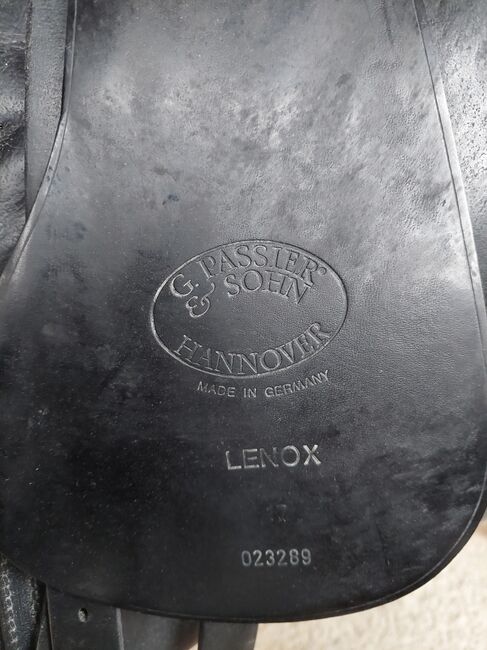 G. PASSIER®
& SOHN
HANNOVER
MADE IN GERMANY
LENOX
023289